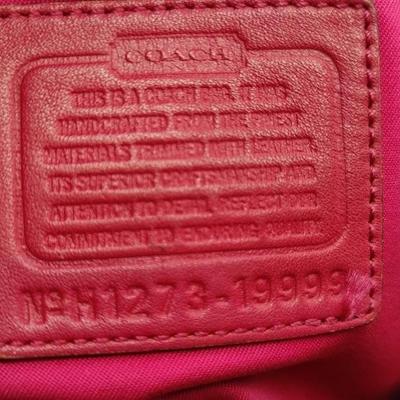 COACH
THIS IS A COACH BAG. IT WAS
HANDCRAFTED FROM THE FINEST
MATERIALS TRIMMED WITH LEATHER.
ITS SUPERIOR CRAFTSMANSHIP AND
ATTENTION TO DETAIL, REFLECT OUR
COMMITMENT TO ENDURING QUALITY.
No H1273-19999